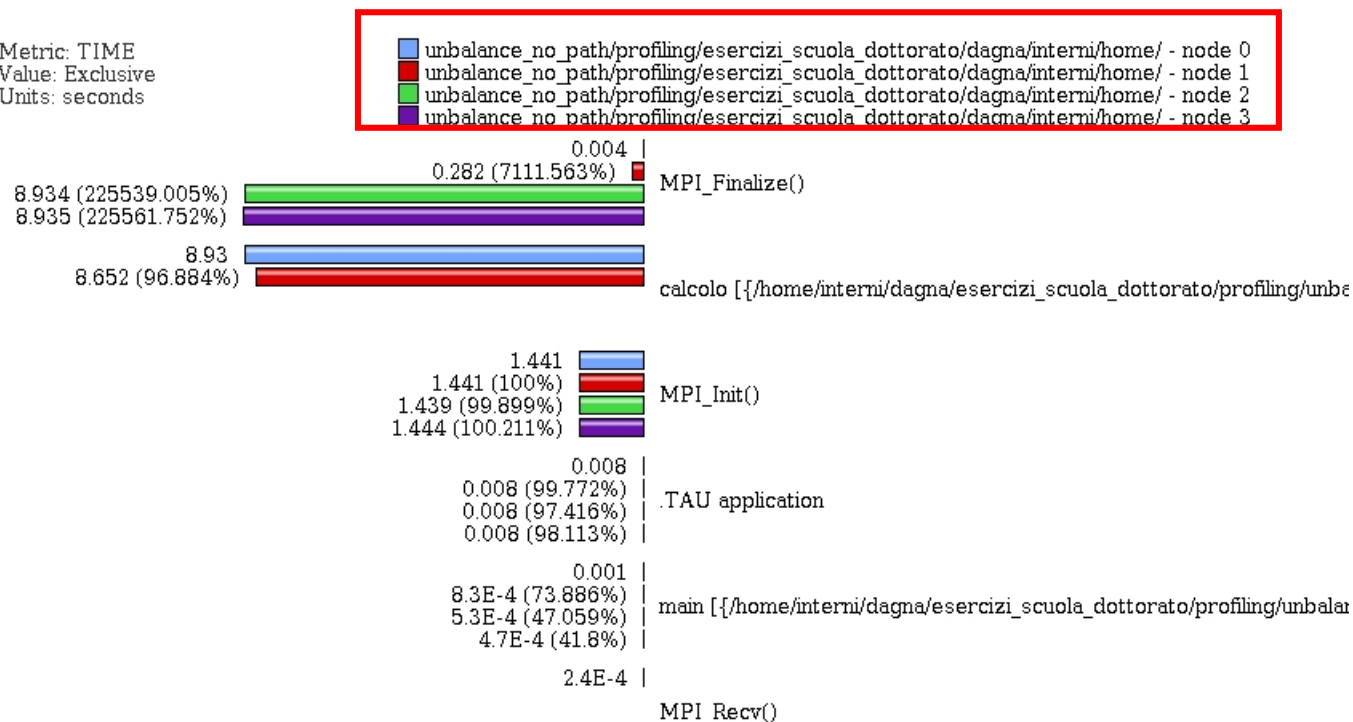 Metric: TIME
Value: Exclusive
Units: seconds
unbalance_no_path/profiling/esercizi_scuola_dottorato/dagna/interni/home/ - node 0
unbalance_no_path/profiling/esercizi_scuola_dottorato/dagna/interni/home/ - node 1
unbalance_no_path/profiling/esercizi_scuola_dottorato/dagna/interni/home/ - node 2
unbalance_no_path/profiling/esercizi_scuola_dottorato/dagna/interni/home/ - node 3
0.004
0.282 (7111.563%)
MPI_Finalize()
8.934 (225539.005%)
8.935 (225561.752%)
8.93
8.652 (96.884%)
calcolo [{/home/interni/dagna/esercizi_scuola_dottorato/profiling/unba
1.441
1.441 (100%)
MPI_Init()
1.439 (99.899%)
1.444 (100.211%)
0.008
0.008 (99.772%)
.TAU application
0.008 (97.416%)
0.008 (98.113%)
0.001
8.3E-4 (73.886%)
main [{/home/interni/dagna/esercizi_scuola_dottorato/profiling/unbalan
5.3E-4 (47.059%)
4.7E-4 (41.8%)
2.4E-4
MPI_Recv()